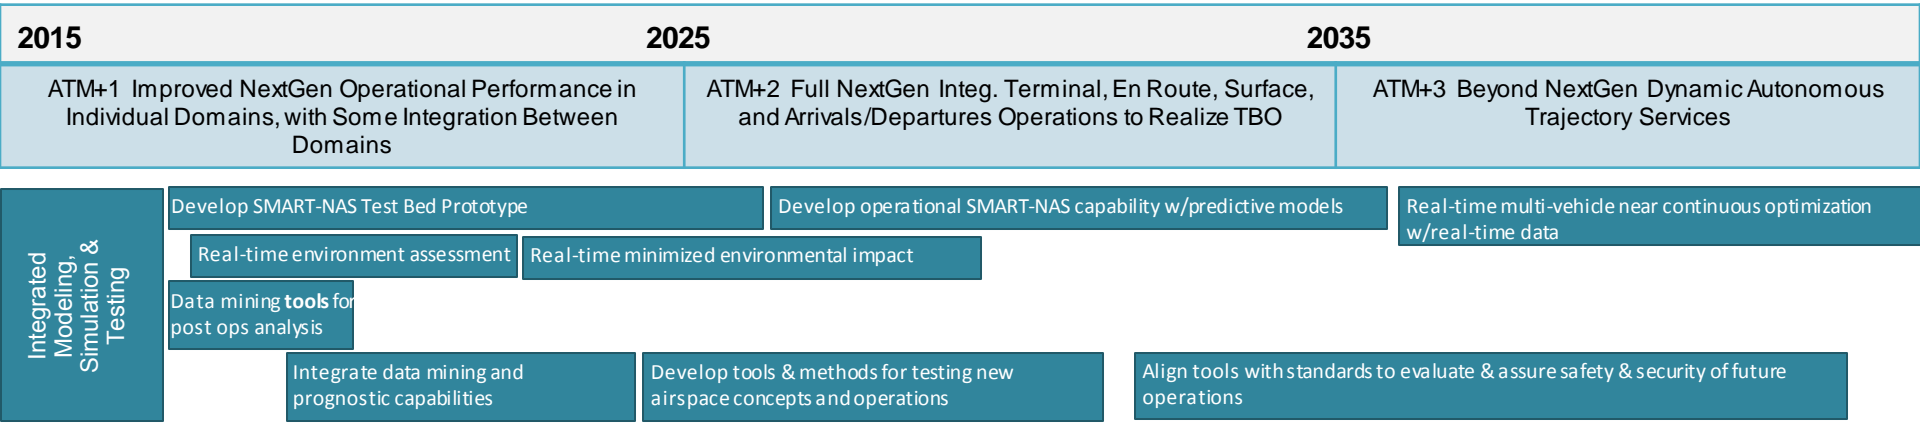 2015
2025
2035
ATM+1 Improved NextGen Operational Performance in
Individual Domains, with Some Integration Between
Domains
ATM+2 Full NextGen Integ. Terminal, En Route, Surface,
and Arrivals/Departures Operations to Realize TBO
ATM+3 Beyond NextGen Dynamic Autonomous
Trajectory Services
Integrated
Modeling,
Simulation &
Testing
Develop SMART-NAS Test Bed Prototype
Develop operational SMART-NAS capability w/predictive models
Real-time multi-vehicle near continuous optimization
w/real-time data
Real-time environment assessment
Real-time minimized environmental impact
Data mining tools for
post ops analysis
Integrate data mining and
prognostic capabilities
Develop tools & methods for testing new
airspace concepts and operations
Align tools with standards to evaluate & assure safety & security of future
operations